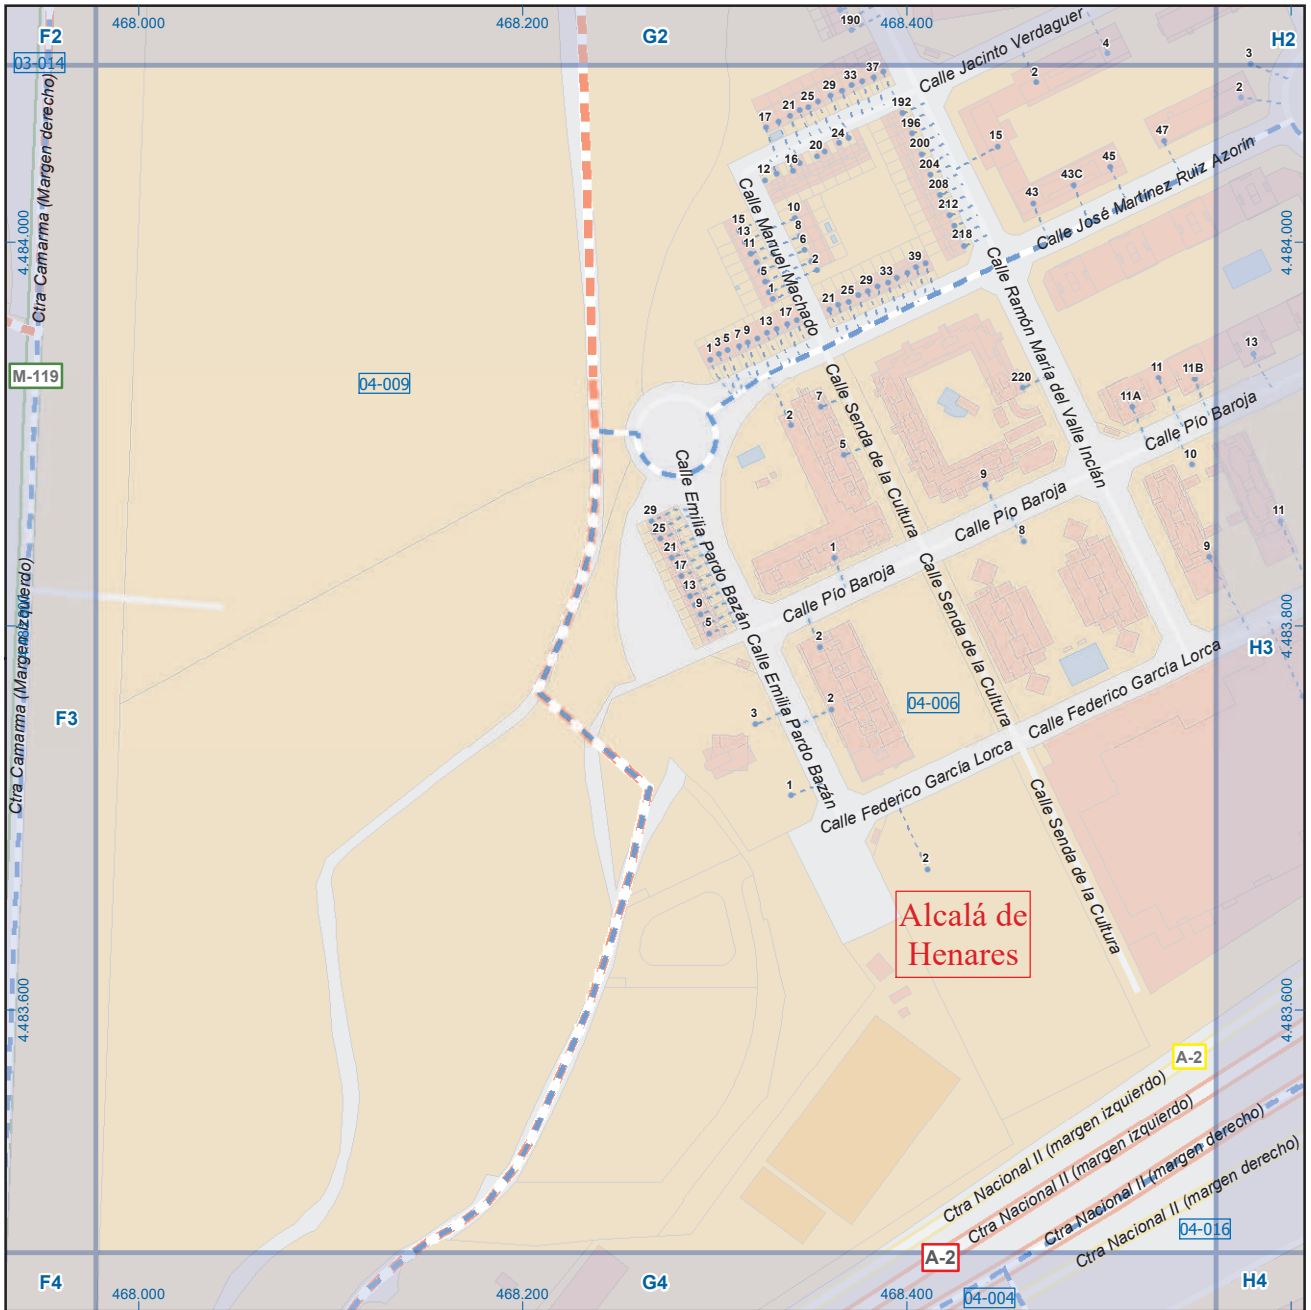 468.000
468.200
468.400
F2
G2
H2
03-014
190
Calle Jacinto Verdaguer
4
3
2
2
37
33
29
25
21
17
192
196
200
204
208
212
218
24
20
16
12
15
47
45
43C
43
Calle José Martínez Ruiz Azorín
Ctra Camarma (Margen derecho)
4.484.000
4.484.000
Calle Manuel Machado
15
13
11
5
1
10
8
6
2
39
33
29
25
21
17
13
9
7
5
3
1
Calle Ramón María del Valle Inclán
M-119
04-009
7
2
5
220
Calle Senda de la Cultura
13
11
11B
11A
Calle Pío Baroja
10
9
11
9
8
Calle Pío Baroja
Calle Emilia Pardo Bazán
29
25
21
17
13
9
5
1
Calle Pío Baroja
Calle Senda de la Cultura
4.483.800
Ctra Camarma (Margen izquierdo)
2
Calle Emilia Pardo Bazán
H3
F3
2
3
1
04-006
Calle Federico García Lorca
Calle Federico García Lorca
Calle Senda de la Cultura
2
Alcalá de
Henares
4.483.600
4.483.600
A-2
Ctra Nacional II (margen izquierdo)
Ctra Nacional II (margen izquierdo)
Ctra Nacional II (margen derecho)
Ctra Nacional II (margen derecho)
04-016
A-2
F4
G4
H4
468.000
468.200
468.400
04-004